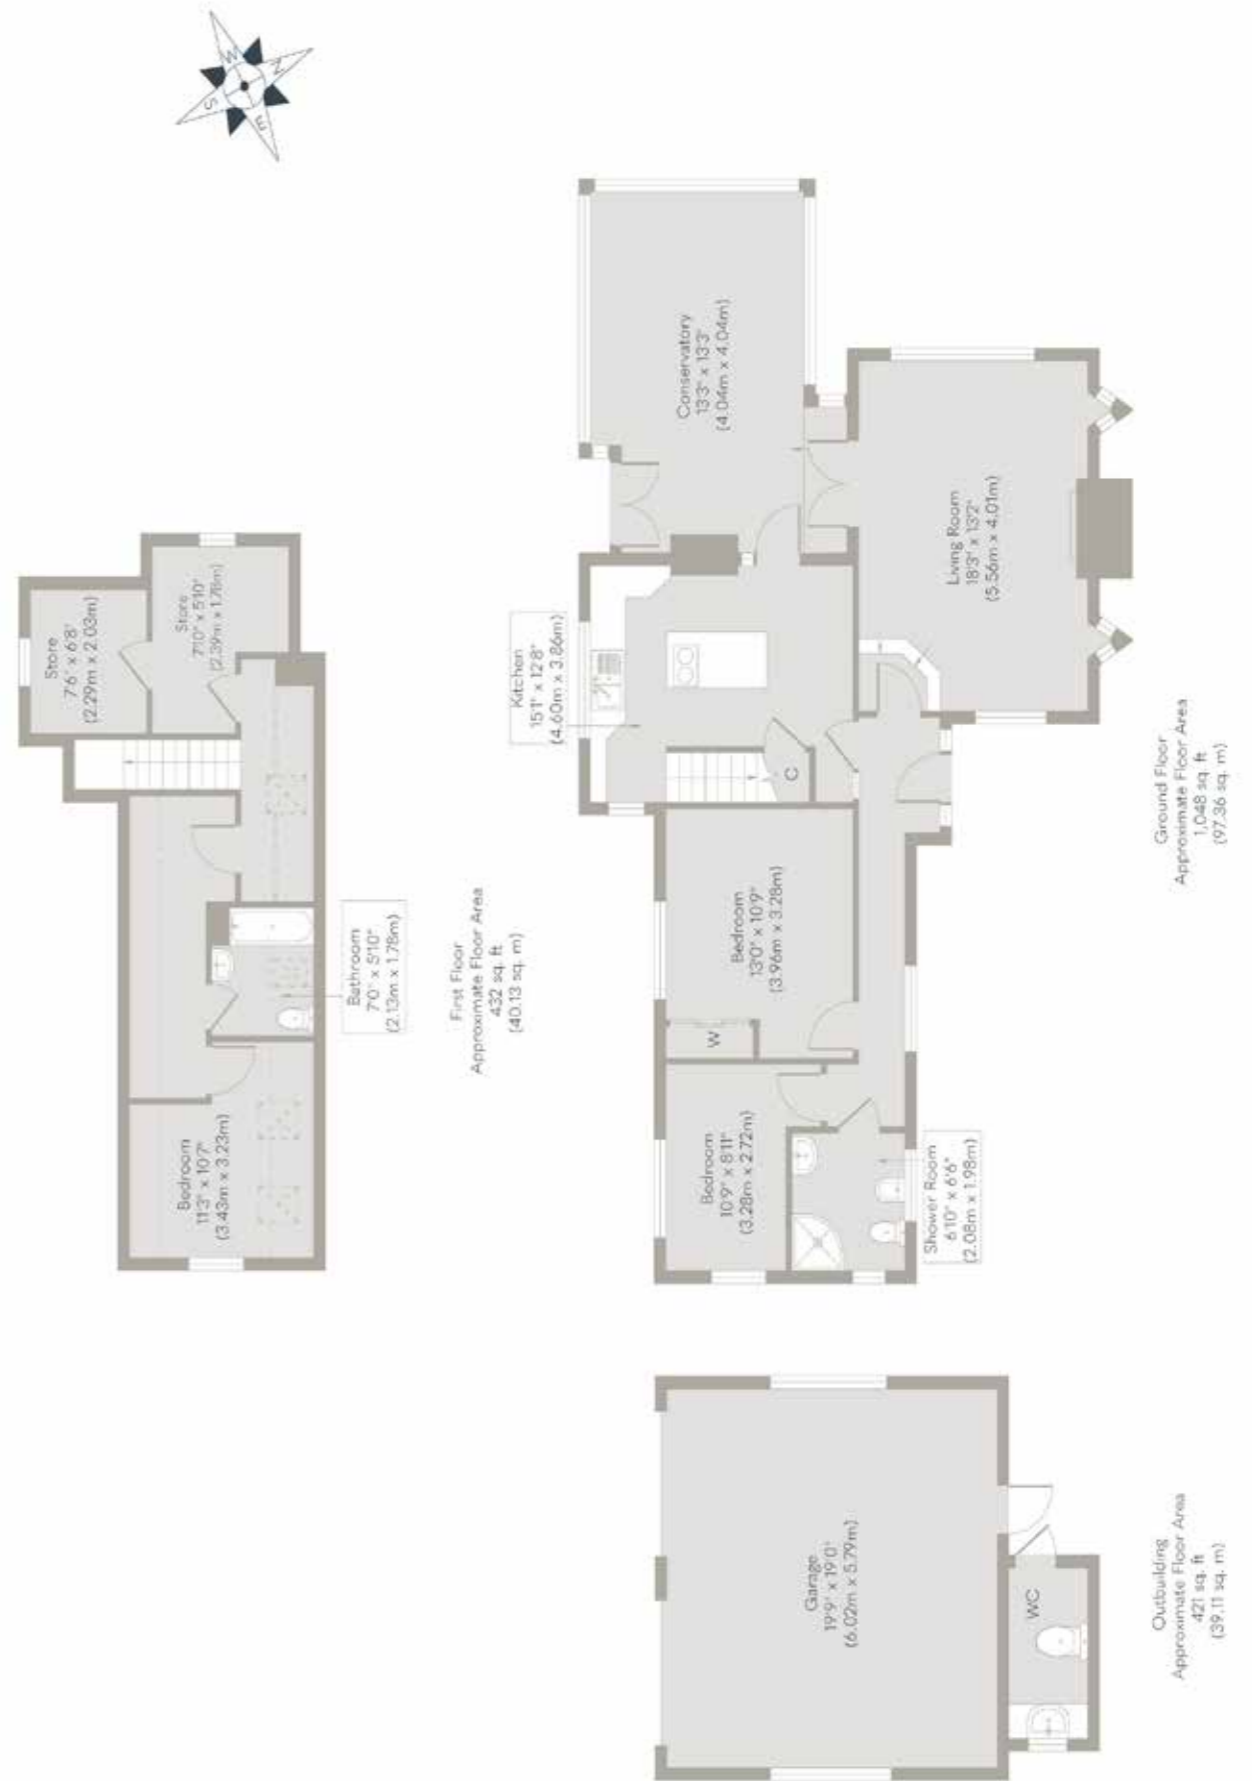 N
E
S
W
Store
7'6" x 6'8"
(2.29m x 2.03m)
Store
7'10" x 5'10"
(2.39m x 1.78m)
Bedroom
11'3" x 10'7"
(3.43m x 3.23m)
Bathroom
7'0" x 5'10"
(2.13m x 1.78m)
First Floor
Approximate Floor Area
432 sq. ft
(40.13 sq. m)
Conservatory
13'3" x 13'3"
(4.04m x 4.04m)
Kitchen
15'1" x 12'8"
(4.60m x 3.86m)
Living Room
18'3" x 13'2"
(5.56m x 4.01m)
C
Bedroom
13'0" x 10'9"
(3.96m x 3.28m)
W
Bedroom
10'9" x 8'11"
(3.28m x 2.72m)
Shower Room
6'10" x 6'6"
(2.08m x 1.98m)
Ground Floor
Approximate Floor Area
1,048 sq. ft
(97.36 sq. m)
Garage
19'9" x 19'0"
(6.02m x 5.79m)
WC
Outbuilding
Approximate Floor Area
421 sq. ft
(39.11 sq. m)